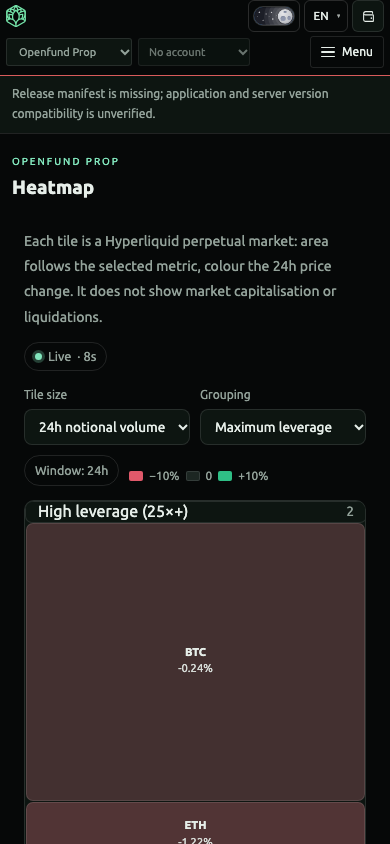 EN
Openfund Prop
No account
Menu
Release manifest is missing; application and server version
compatibility is unverified.
OPENFUND PROP
Heatmap
Each tile is a Hyperliquid perpetual market: area
follows the selected metric, colour the 24h price
change. It does not show market capitalisation or
liquidations.
Live · 8s
Tile size
Grouping
24h notional volume
Maximum leverage
Window: 24h
−10%
0
+10%
High leverage (25×+)
2
BTC
-0.24%
ETH
-1.22%